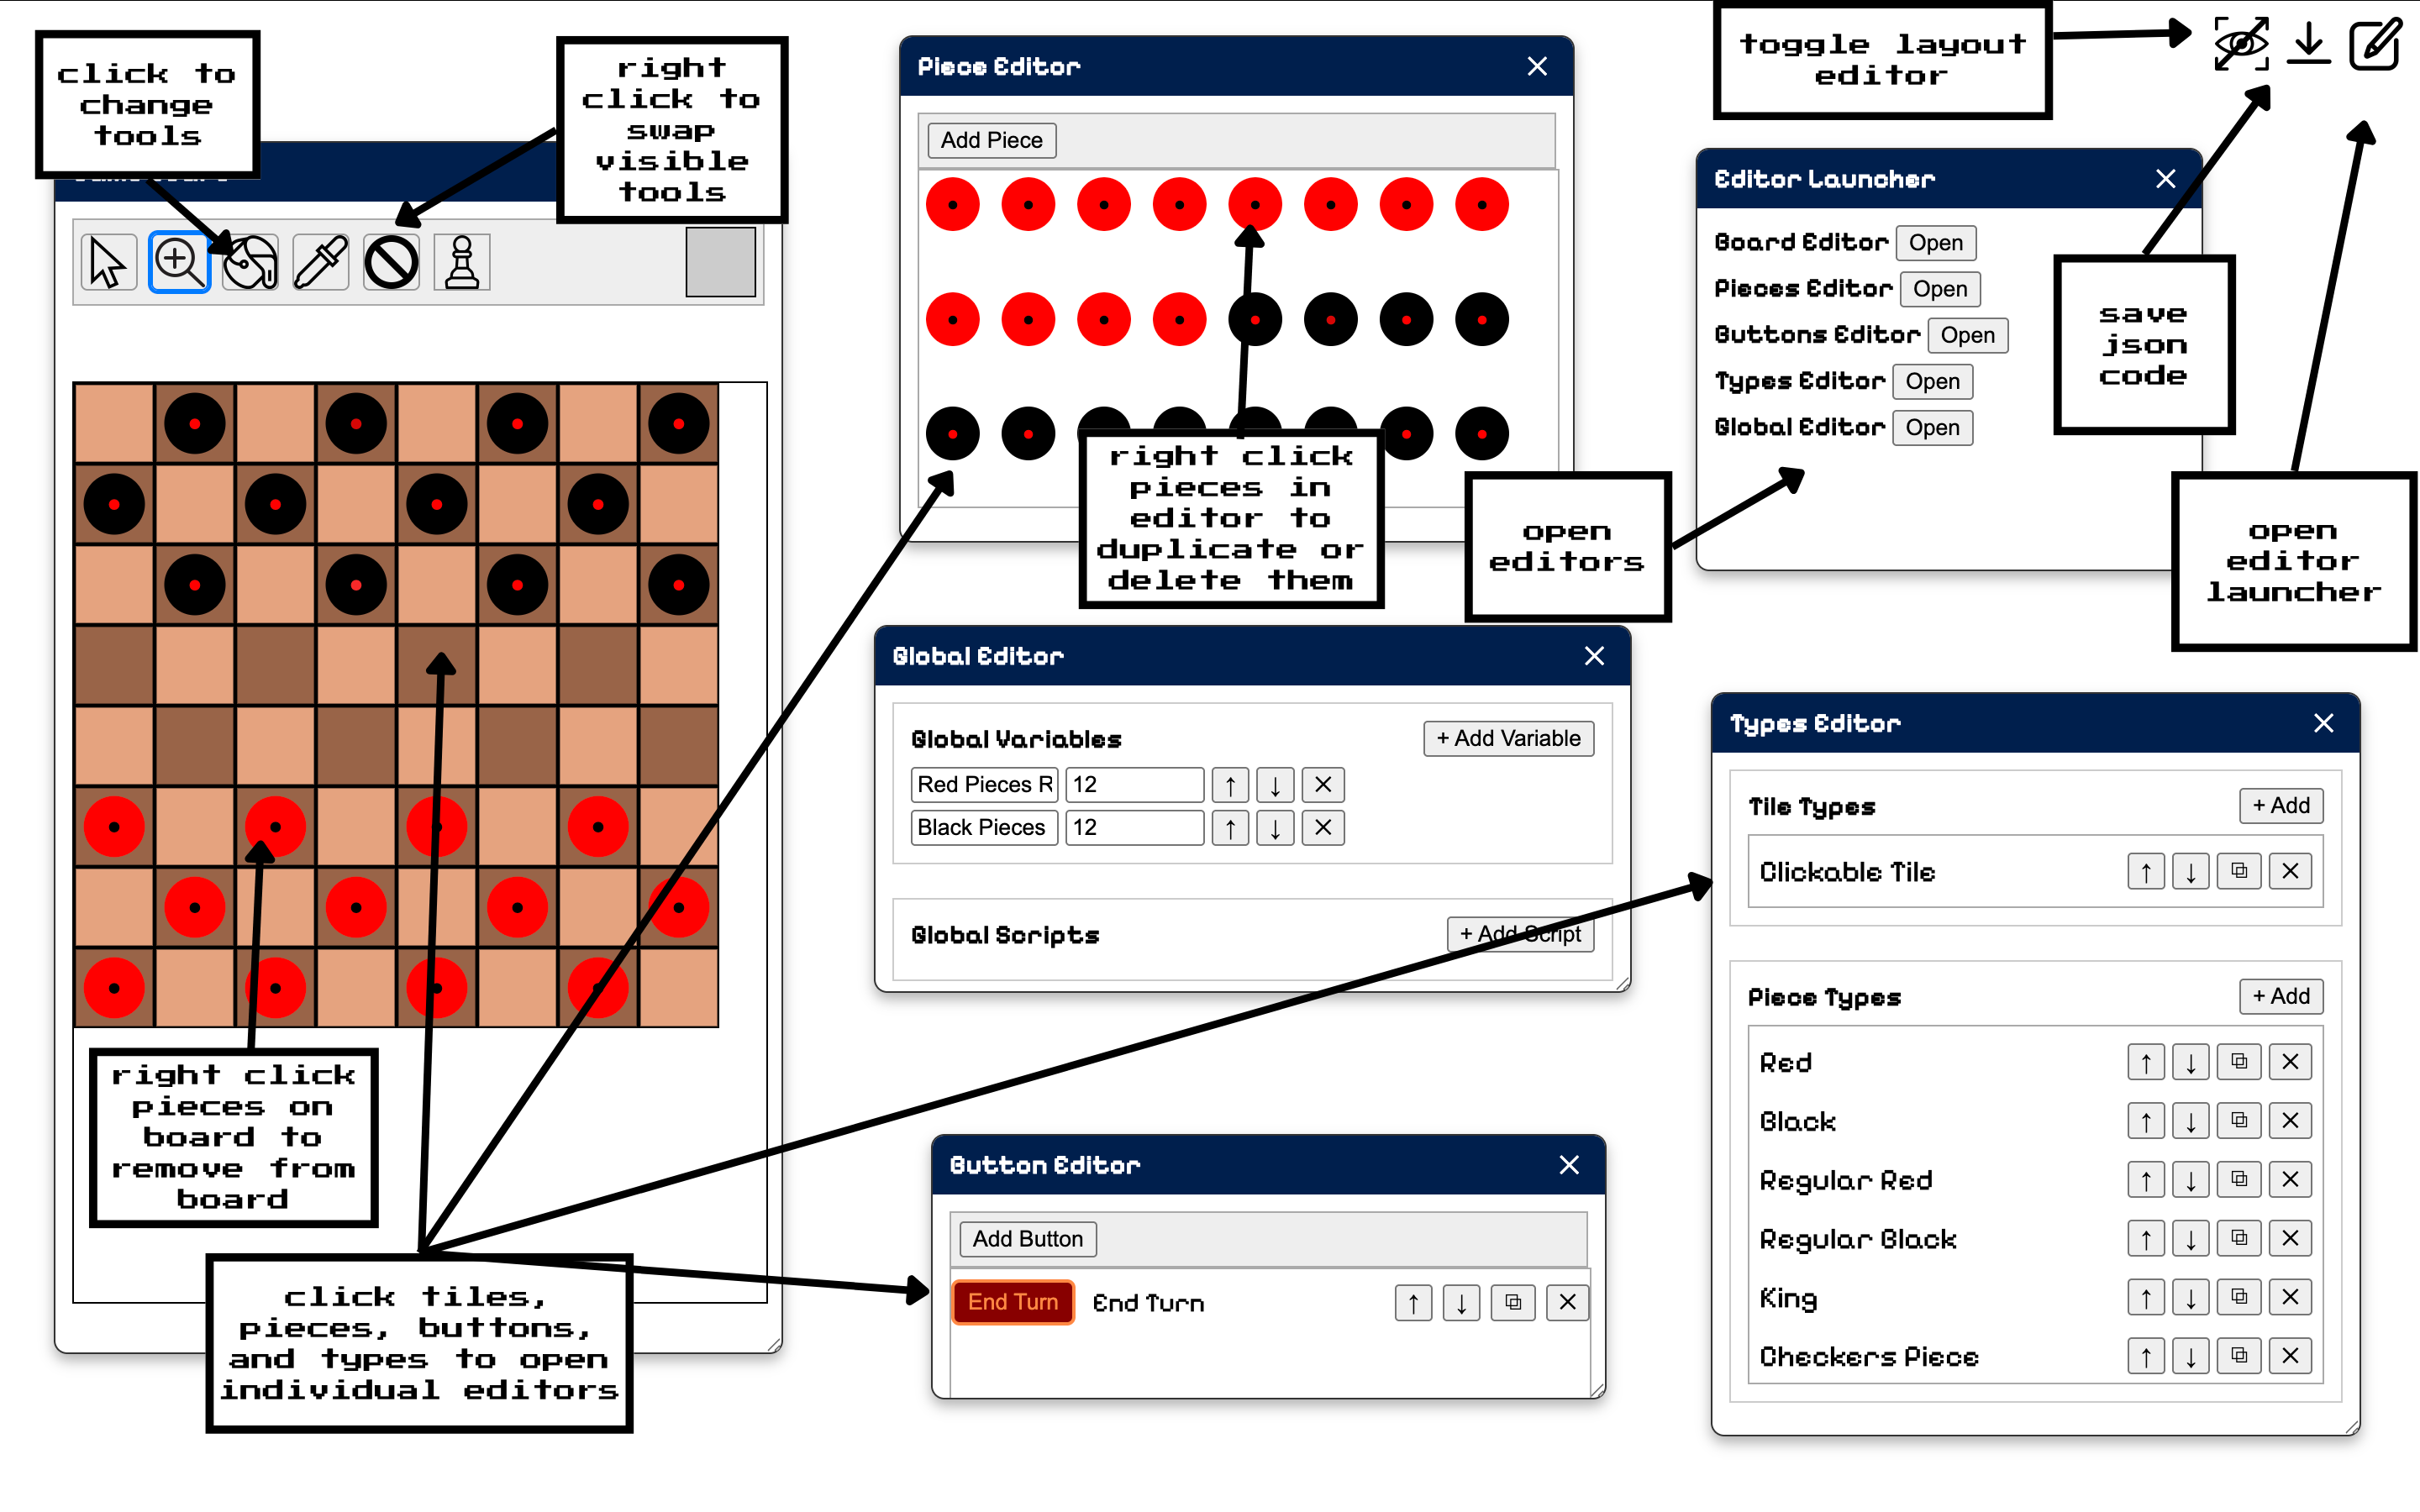 click to
change
tools
right
click to
swap
visible
tools
Piece Editor
Add Piece
right click
pieces in
editor to
duplicate or
delete them
toggle layout
editor
Editor Launcher
Board Editor Open
Pieces Editor Open
Buttons Editor Open
Types Editor Open
Global Editor Open
save
json
code
open
editors
open
editor
launcher
Global Editor
Global Variables + Add Variable
Red Pieces R 12 ↑ ↓ ×
Black Pieces 12 ↑ ↓ ×
Global Scripts + Add Script
Types Editor
Tile Types + Add
Clickable Tile ↑ ↓ ×
Piece Types + Add
Red ↑ ↓ ×
Black ↑ ↓ ×
Regular Red ↑ ↓ ×
Regular Black ↑ ↓ ×
King ↑ ↓ ×
Checkers Piece ↑ ↓ ×
right click
pieces on
board to
remove from
board
click tiles,
pieces, buttons,
and types to open
individual editors
Button Editor
Add Button
End Turn End Turn ↑ ↓ ×